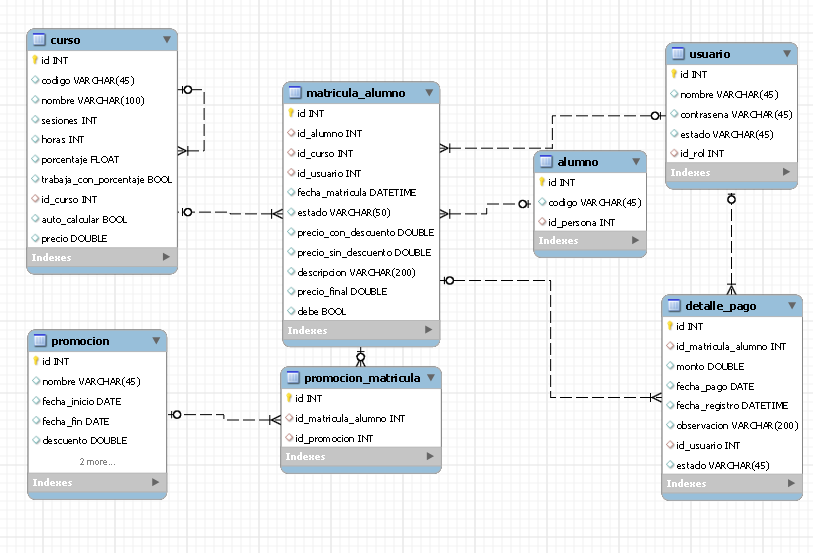 curso
id INT
codigo VARCHAR(45)
nombre VARCHAR(100)
sesiones INT
horas INT
porcentaje FLOAT
trabaja_con_porcentaje BOOL
id_curso INT
auto_calcular BOOL
precio DOUBLE
Indexes
matricula_alumno
id INT
id_alumno INT
id_curso INT
id_usuario INT
fecha_matricula DATETIME
estado VARCHAR(50)
precio_con_descuento DOUBLE
precio_sin_descuento DOUBLE
descripcion VARCHAR(200)
precio_final DOUBLE
debe BOOL
Indexes
usuario
id INT
nombre VARCHAR(45)
contrasena VARCHAR(45)
estado VARCHAR(45)
id_rol INT
Indexes
alumno
id INT
codigo VARCHAR(45)
id_persona INT
Indexes
promocion
id INT
nombre VARCHAR(45)
fecha_inicio DATE
fecha_fin DATE
descuento DOUBLE
2 more...
Indexes
promocion_matricula
id INT
id_matricula_alumno INT
id_promocion INT
Indexes
detalle_pago
id INT
id_matricula_alumno INT
monto DOUBLE
fecha_pago DATE
fecha_registro DATETIME
observacion VARCHAR(200)
id_usuario INT
estado VARCHAR(45)
Indexes